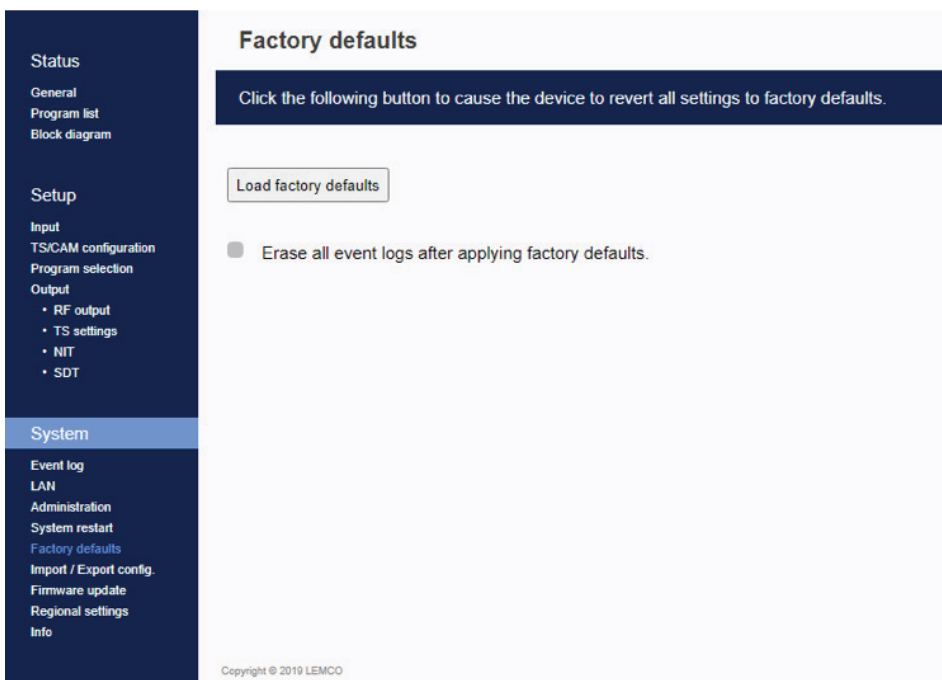 Status
General
Program list
Block diagram
Setup
Input
TS/CAM configuration
Program selection
Output
• RF output
• TS settings
• NIT
• SDT
System
Event log
LAN
Administration
System restart
Factory defaults
Import / Export config.
Firmware update
Regional settings
Info
Factory defaults
Click the following button to cause the device to revert all settings to factory defaults.
Load factory defaults
Erase all event logs after applying factory defaults.
Copyright © 2019 LEMCO